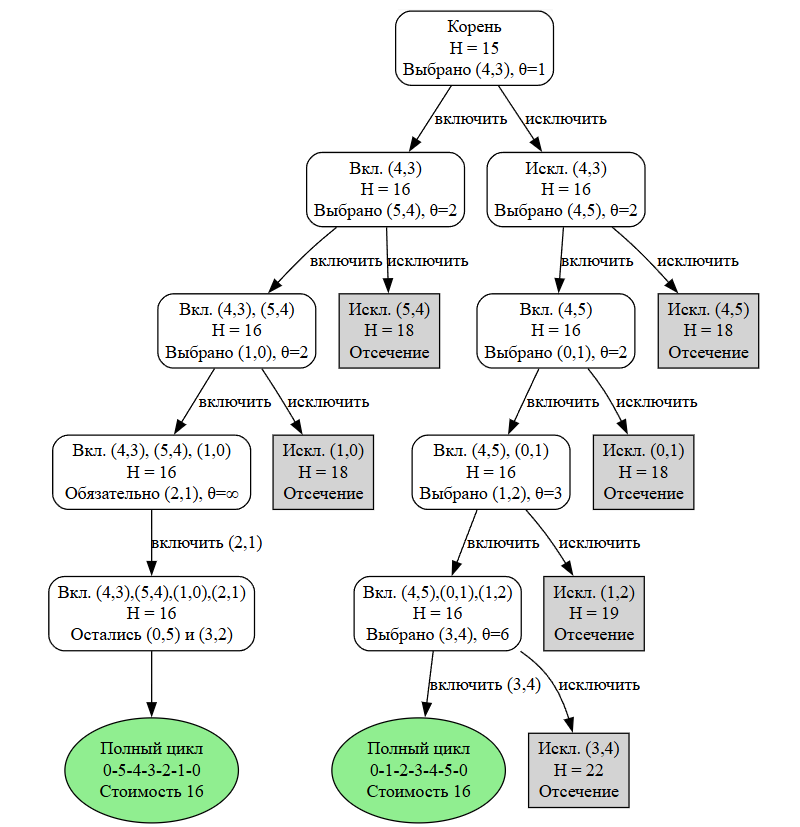 Корень
H = 15
Выбрано (4,3), θ=1
включить
исключить
Вкл. (4,3)
H = 16
Выбрано (5,4), θ=2
Искл. (4,3)
H = 16
Выбрано (4,5), θ=2
включить
исключить
включить
исключить
Вкл. (4,3), (5,4)
H = 16
Выбрано (1,0), θ=2
Искл. (5,4)
H = 18
Отсечение
Вкл. (4,5)
H = 16
Выбрано (0,1), θ=2
Искл. (4,5)
H = 18
Отсечение
включить
исключить
включить
исключить
Вкл. (4,3), (5,4), (1,0)
H = 16
Обязательно (2,1), θ=∞
Искл. (1,0)
H = 18
Отсечение
Вкл. (4,5), (0,1)
H = 16
Выбрано (1,2), θ=3
Искл. (0,1)
H = 18
Отсечение
включить (2,1)
включить
исключить
Вкл. (4,3),(5,4),(1,0),(2,1)
H = 16
Остались (0,5) и (3,2)
Вкл. (4,5),(0,1),(1,2)
H = 16
Выбрано (3,4), θ=6
Искл. (1,2)
H = 19
Отсечение
включить (3,4)
исключить
Полный цикл
0-5-4-3-2-1-0
Стоимость 16
Полный цикл
0-1-2-3-4-5-0
Стоимость 16
Искл. (3,4)
H = 22
Отсечение